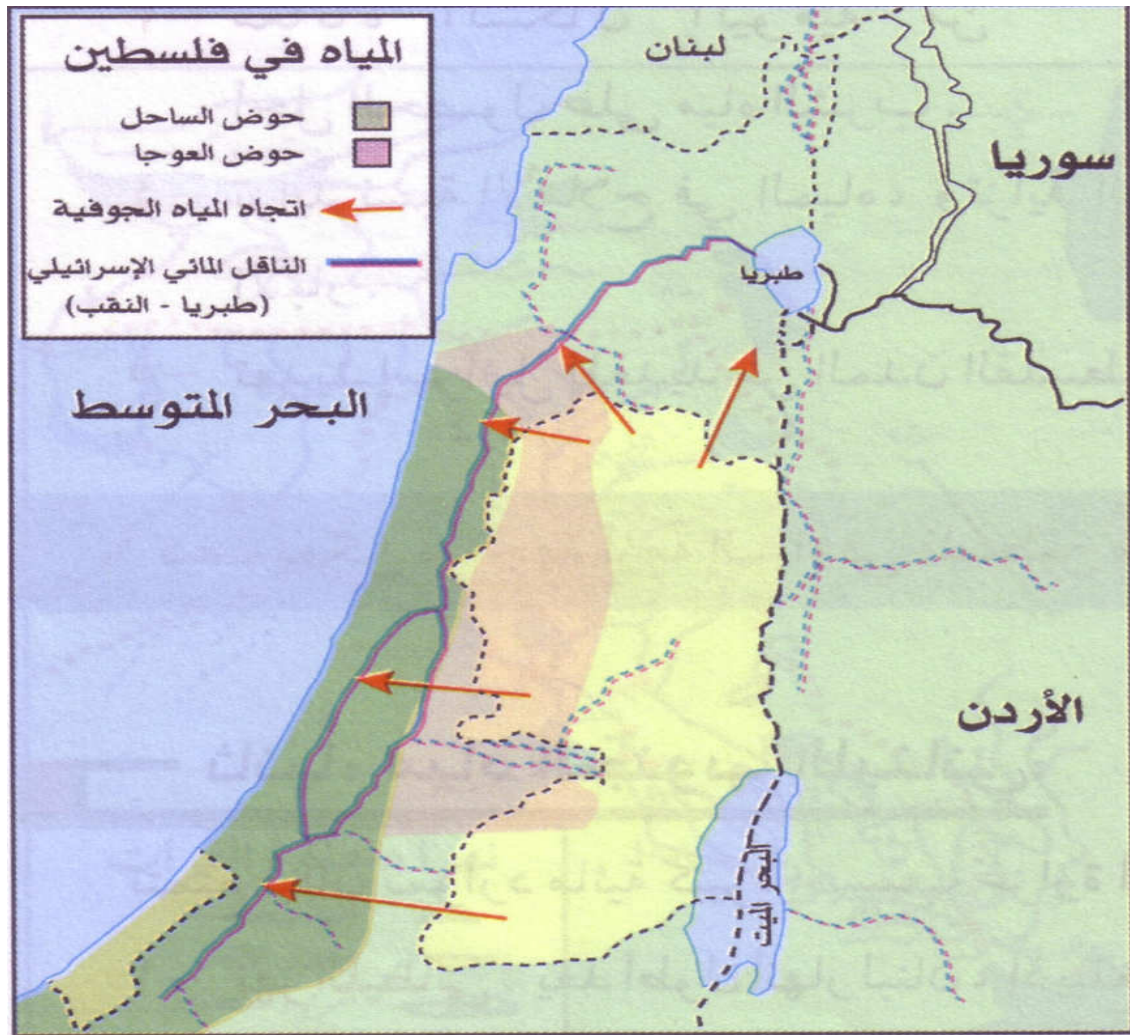 المياه في فلسطين
حوض الساحل
حوض العوجا
اتجاه المياه الجوفية
الناقل المائي الإسرائيلي
(طبريا - النقب)
لبنان
سوريا
طبريا
البحر المتوسط
الأردن
البحر الميت